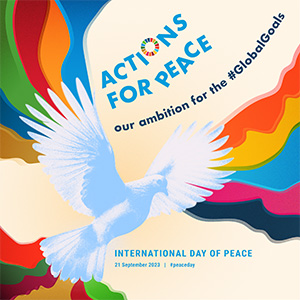 ACTIONS
FOR PEACE
our ambition for the #GlobalGoals
INTERNATIONAL DAY OF PEACE
21 September 2023 | #peaceday